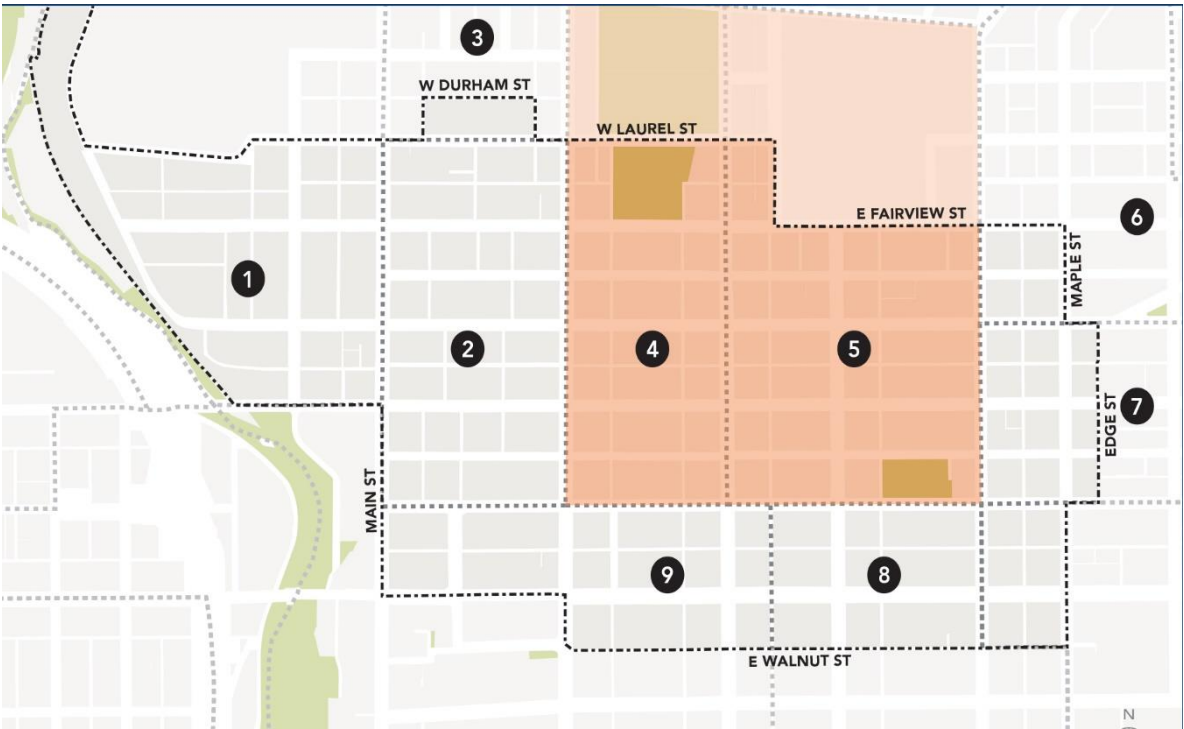 3
W DURHAM ST
W LAUREL ST
E FAIRVIEW ST
6
MAPLE ST
1
2
4
5
7
EDGE ST
MAIN ST
9
8
E WALNUT ST
N